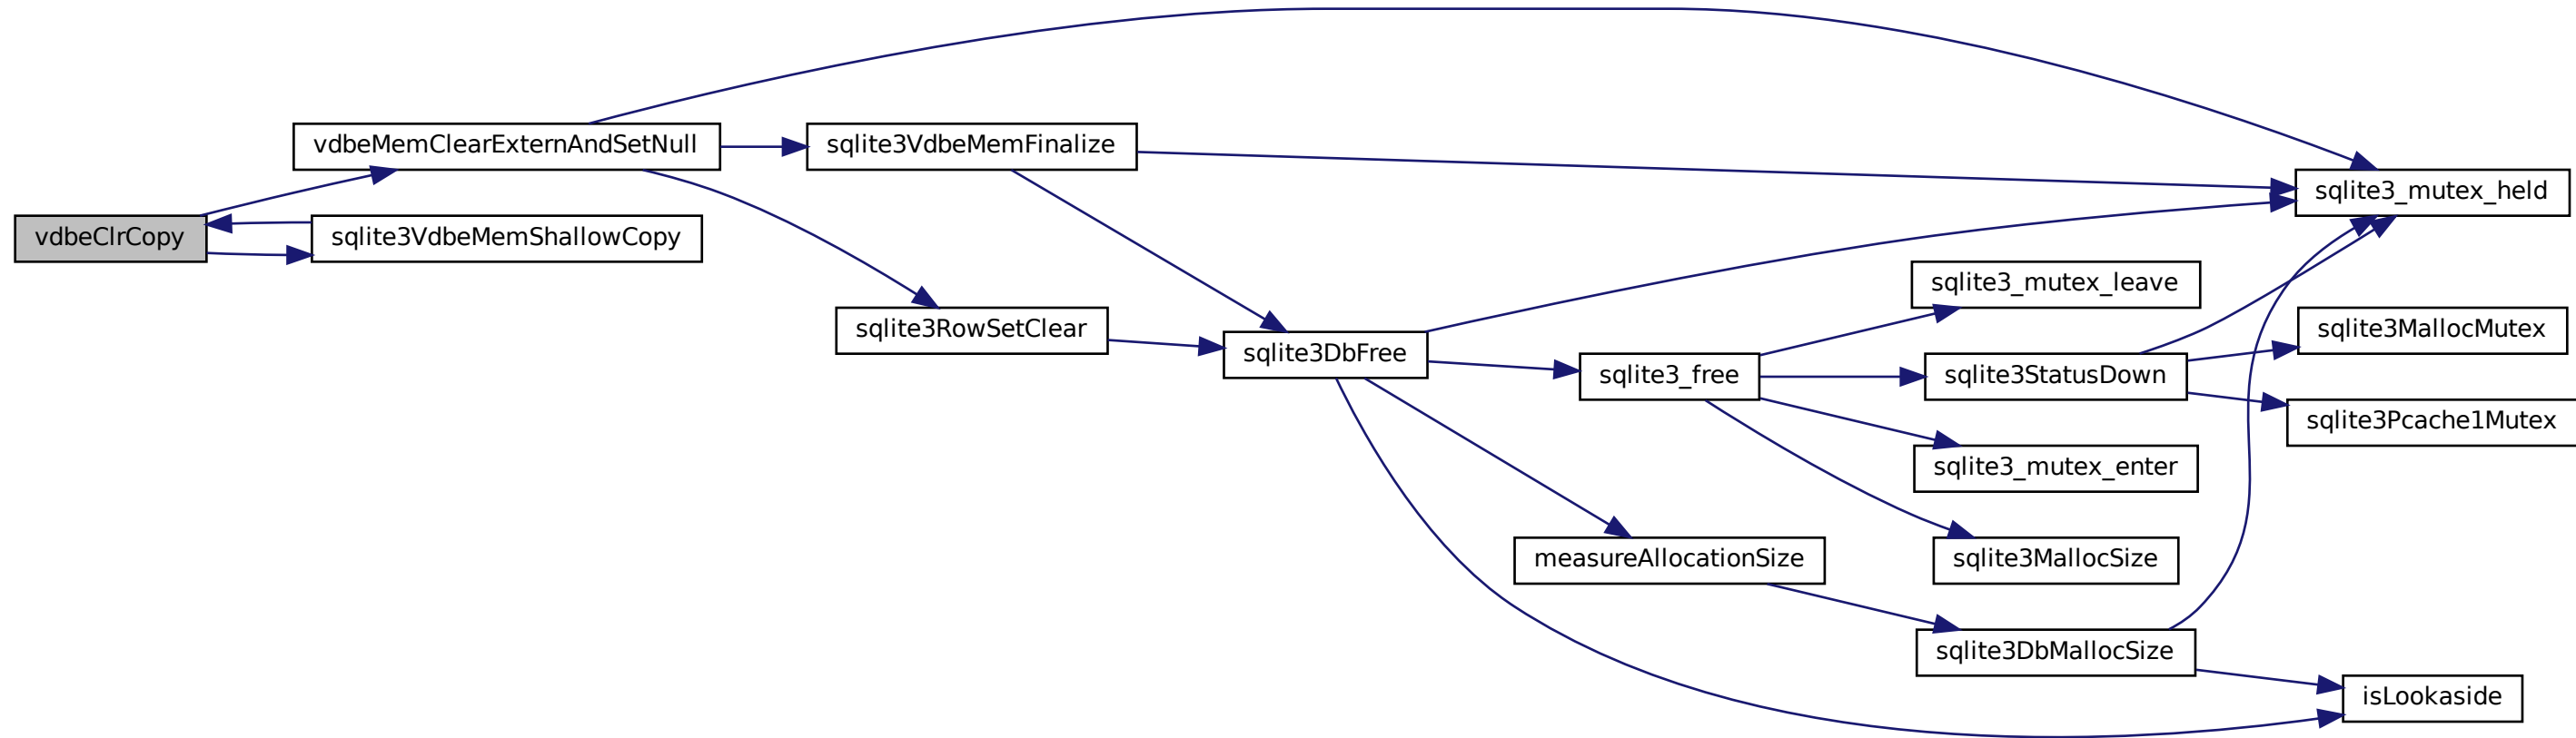 vdbeClrCopy
vdbeMemClearExternAndSetNull
sqlite3VdbeMemShallowCopy
sqlite3VdbeMemFinalize
sqlite3RowSetClear
sqlite3DbFree
sqlite3_free
measureAllocationSize
sqlite3_mutex_leave
sqlite3StatusDown
sqlite3_mutex_enter
sqlite3MallocSize
sqlite3DbMallocSize
sqlite3_mutex_held
sqlite3MallocMutex
sqlite3Pcache1Mutex
isLookaside